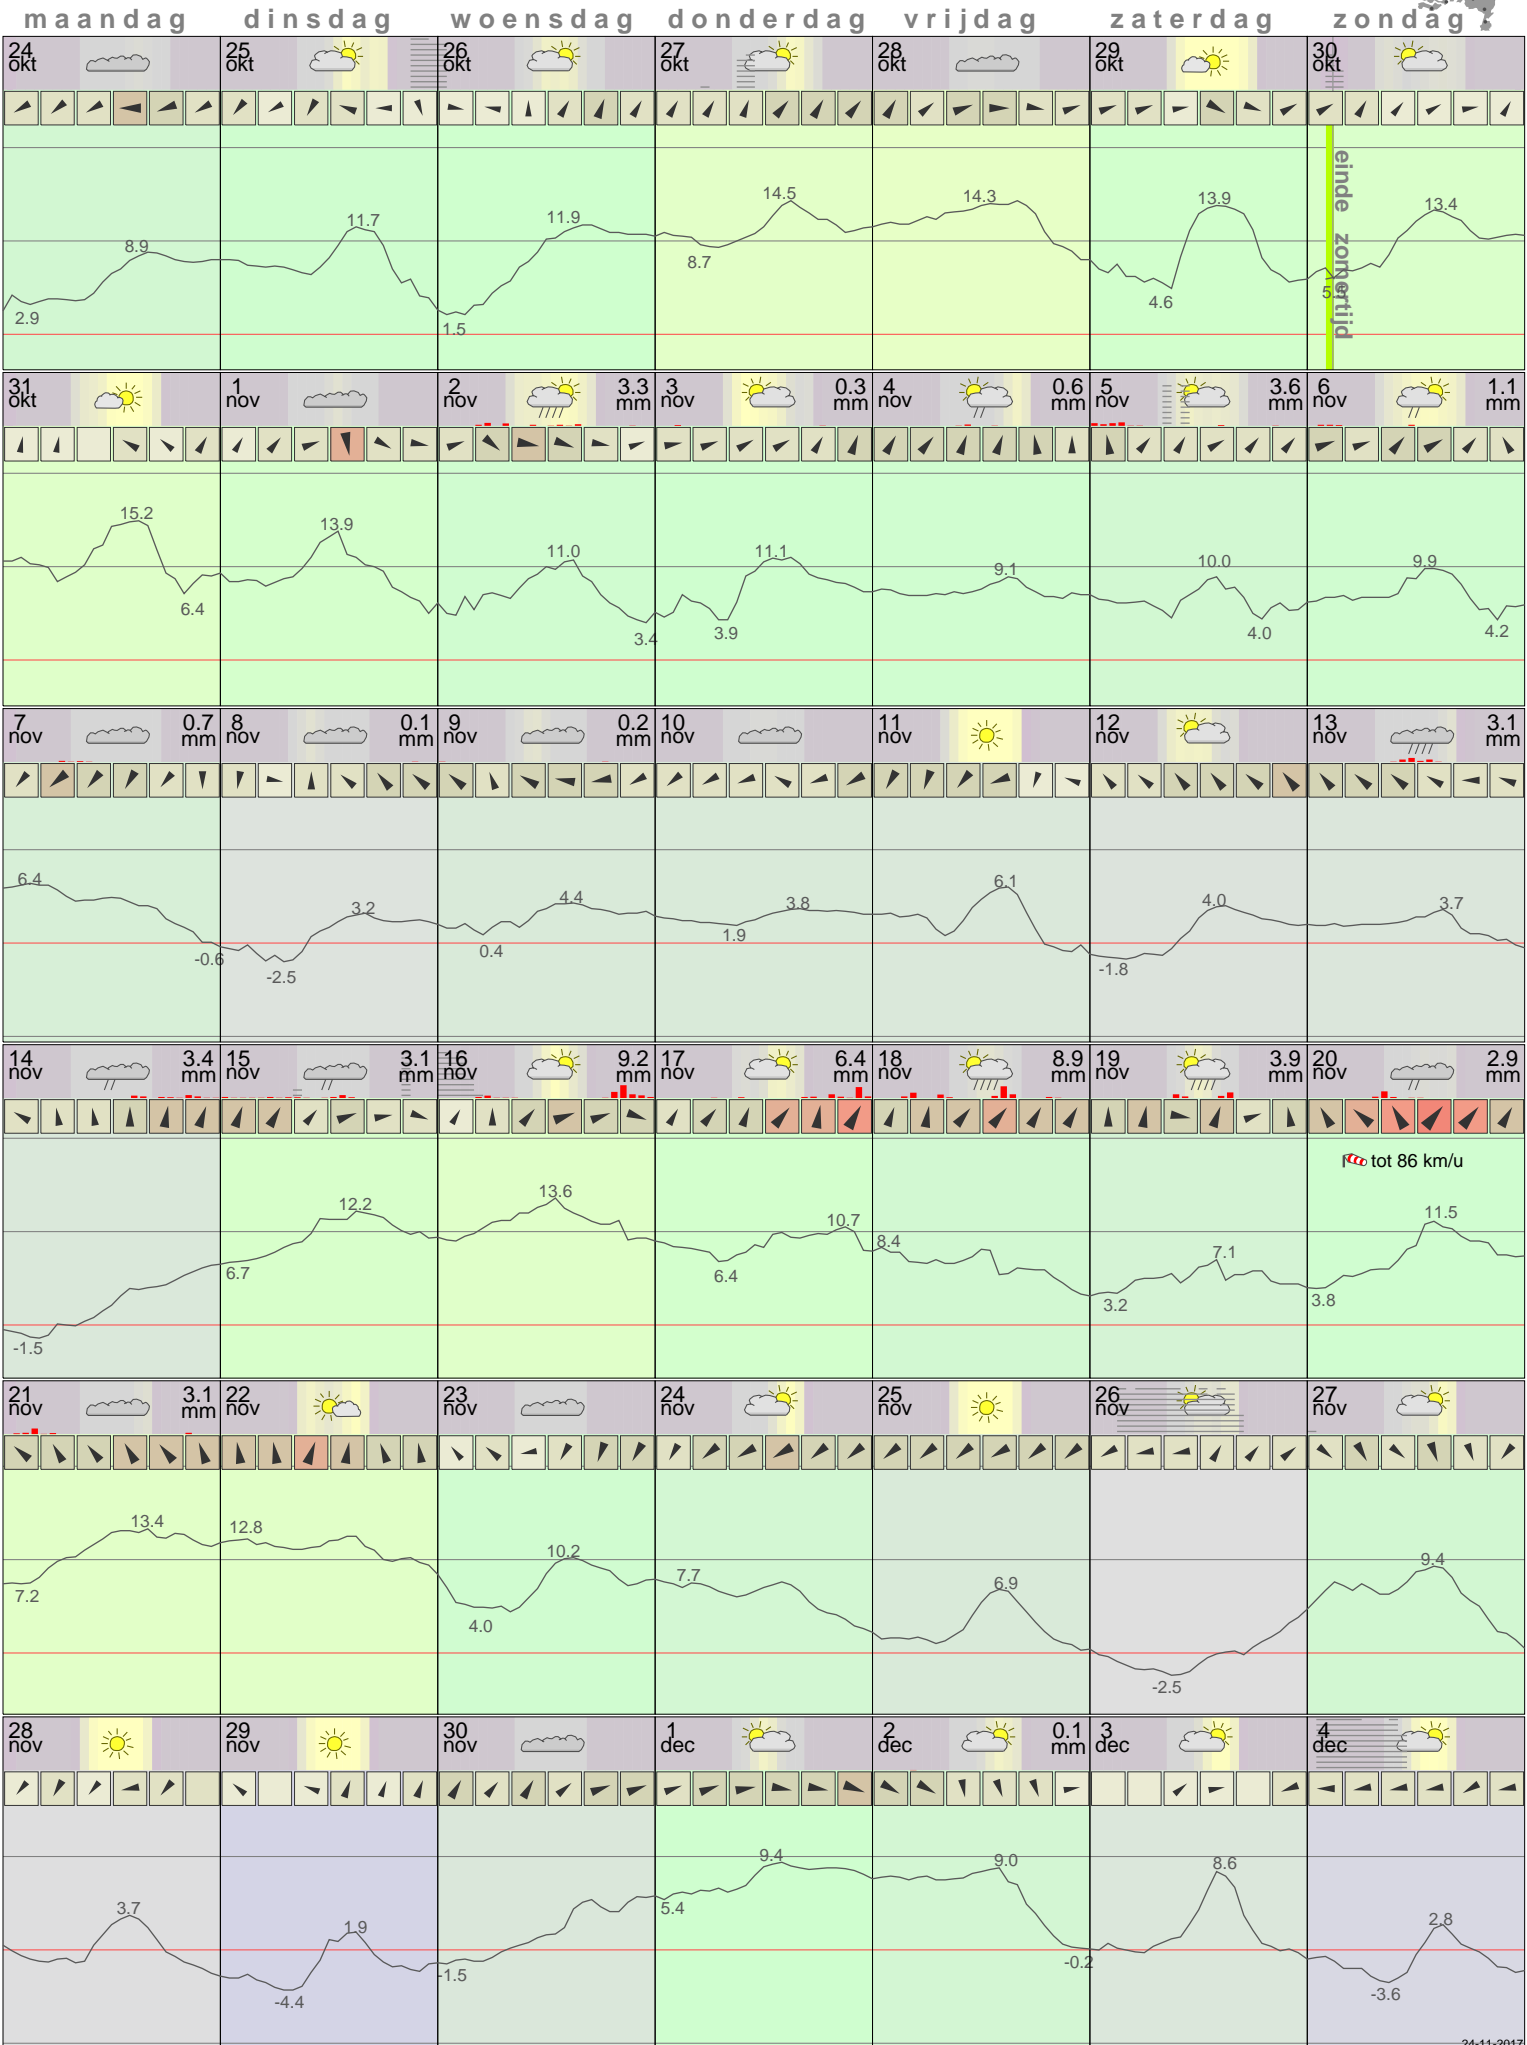 maandag dinsdag woensdag donderdag vrijdag zaterdag zondag
24 25 26 27 28 29 30
okt okt okt okt okt okt okt
einde zomertijd
14.5 14.3 13.9 13.4
11.7 11.9
8.9 8.7
2.9 1.5 4.6
31 1 2 3.3 3 0.3 4 0.6 5 3.6 6 1.1
okt nov nov mm nov mm nov mm nov mm nov mm
15.2 13.9 11.0 11.1 9.1 10.0 9.9
6.4 3.4 3.9 4.0 4.2
7 0.7 8 0.1 9 0.2 10 11 12 13 3.1
nov mm nov mm nov mm nov nov nov nov mm
6.4 3.2 4.4 3.8 6.1 4.0 3.7
-0.6 -2.5 0.4 1.9 -1.8
14 3.4 15 3.1 16 9.2 17 6.4 18 8.9 19 3.9 20 2.9
nov mm nov mm nov mm nov mm nov mm nov mm nov mm
tot 86 km/u
12.2 13.6 10.7 8.4 7.1 11.5
-1.5 6.7 6.4 3.2 3.8
21 3.1 22 23 24 25 26 27
nov mm nov nov nov nov nov nov
13.4 12.8 10.2 7.7 6.9 9.4
7.2 4.0 -2.5
28 29 30 1 2 0.1 3 4
nov nov nov dec dec mm dec dec
3.7 1.9 9.4 9.0 8.6 2.8
-4.4 -1.5 5.4 -0.2 -3.6
24-11-2017